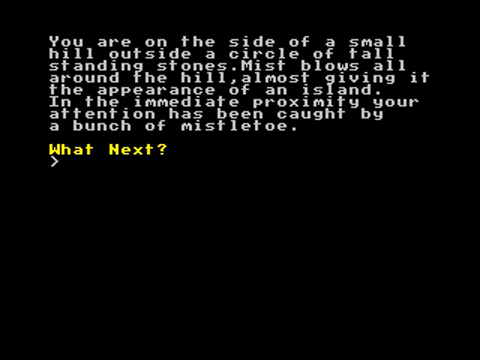 You are on the side of a small
hill outside a circle of tall
standing stones.Mist blows all
around the hill,almost giving it
the appearance of an island.
In the immediate proximity your
attention has been caught by
a bunch of mistletoe.
What Next?
>